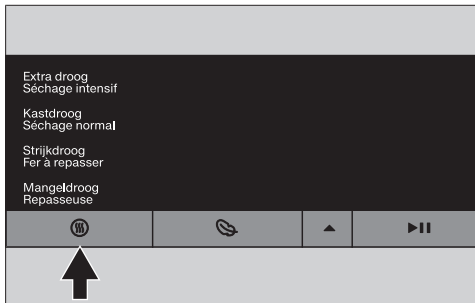 Extra droog
Séchage intensif
Kastdroog
Séchage normal
Strijkdroog
Fer à repasser
Mangeldroog
Repasseuse